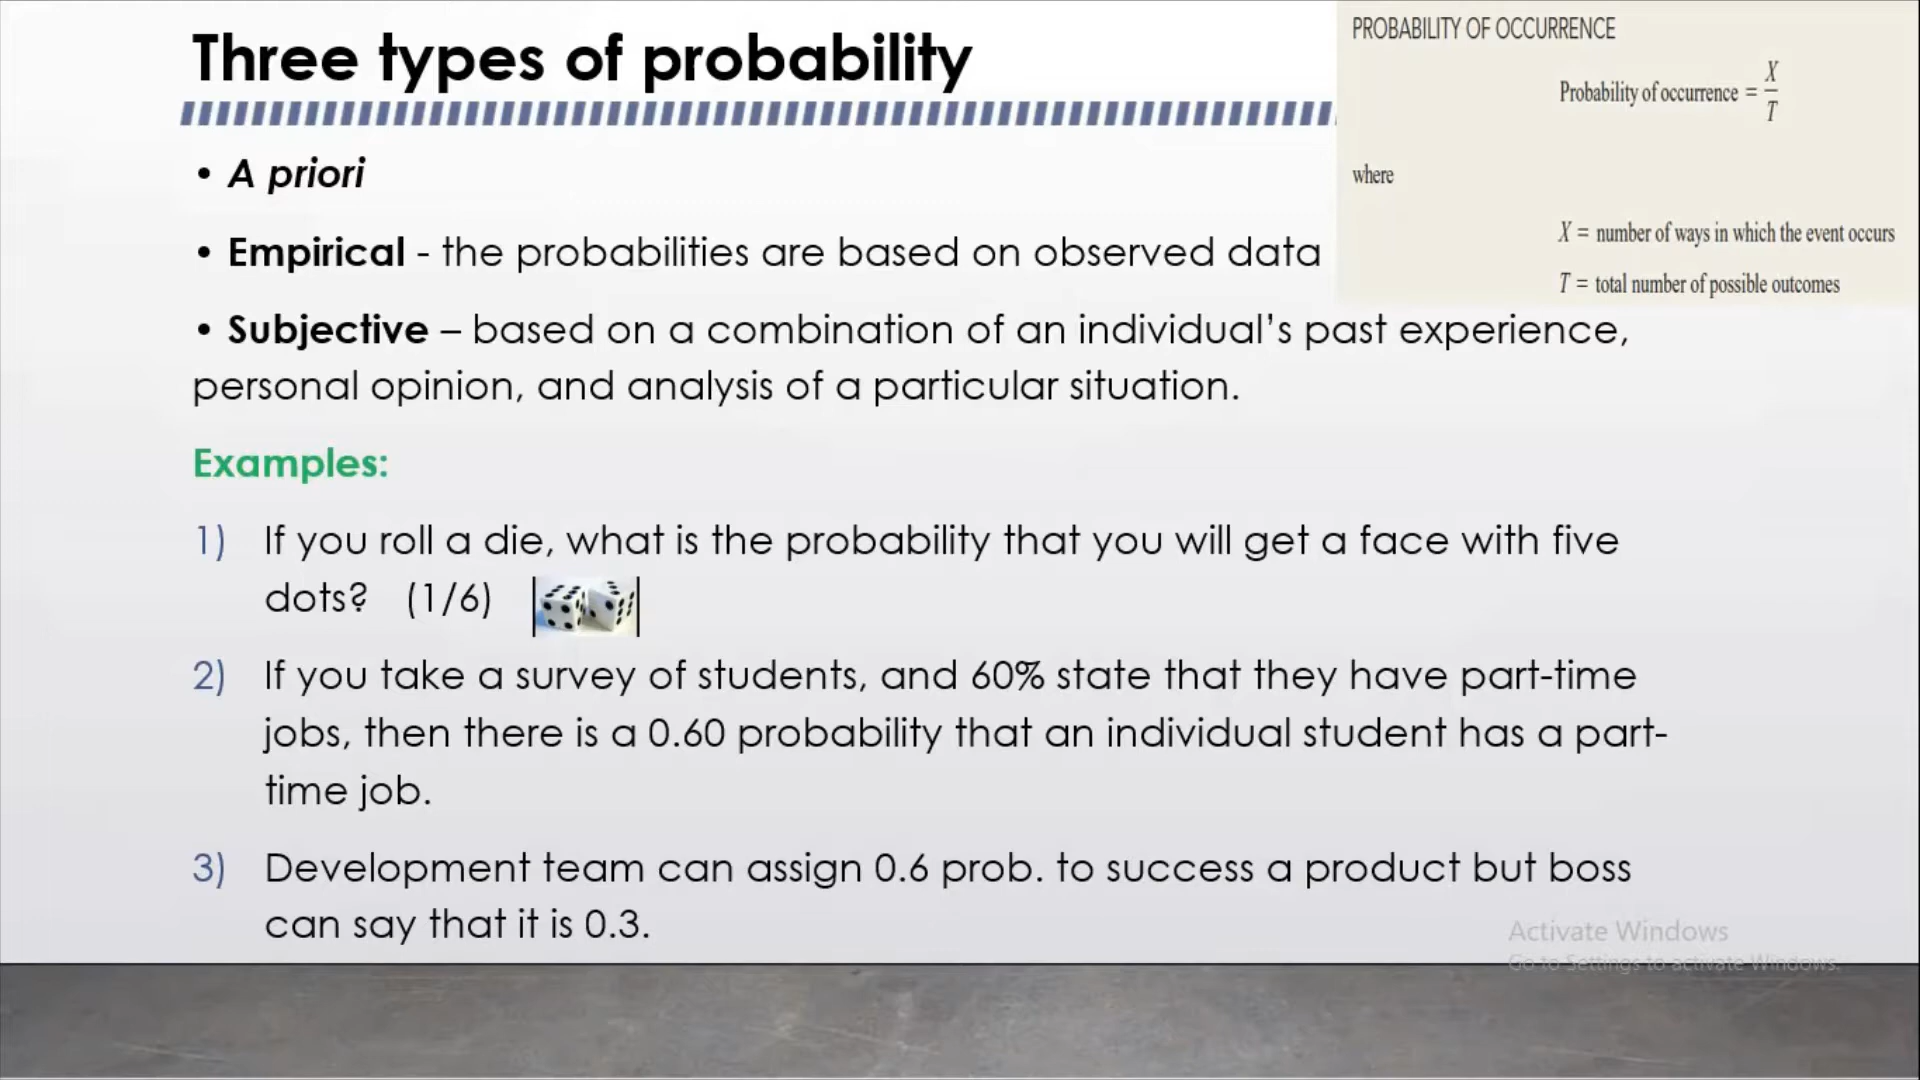 Three types of probability
PROBABILITY OF OCCURRENCE
Probability of occurrence = X/T
where
X = number of ways in which the event occurs
T = total number of possible outcomes
• A priori
• Empirical - the probabilities are based on observed data
• Subjective – based on a combination of an individual’s past experience,
personal opinion, and analysis of a particular situation.
Examples:
1) If you roll a die, what is the probability that you will get a face with five
dots? (1/6)
2) If you take a survey of students, and 60% state that they have part-time
jobs, then there is a 0.60 probability that an individual student has a part-
time job.
3) Development team can assign 0.6 prob. to success a product but boss
can say that it is 0.3.
Activate Windows
Go to Settings to activate Windows.